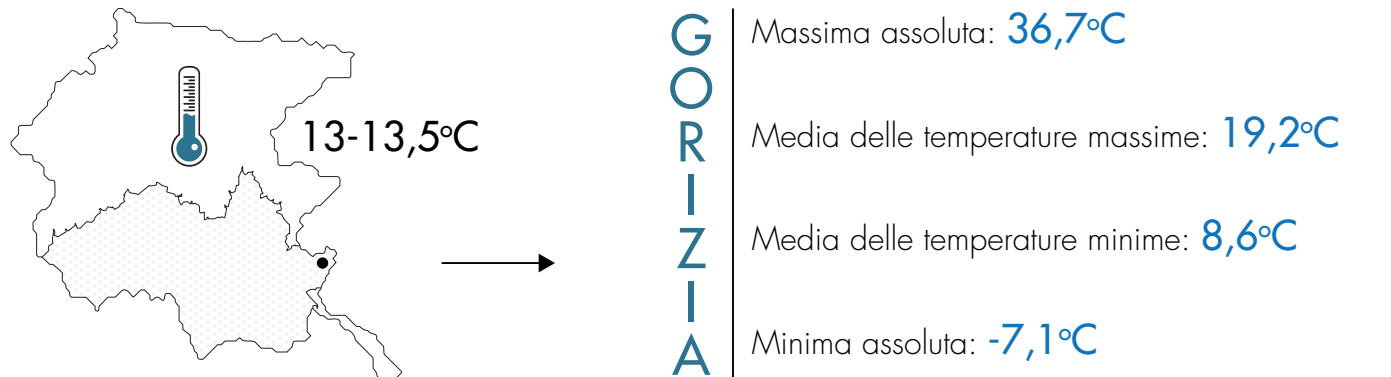 13-13,5°C
GORIZIA
Massima assoluta: 36,7°C
Media delle temperature massime: 19,2°C
Media delle temperature minime: 8,6°C
Minima assoluta: -7,1°C